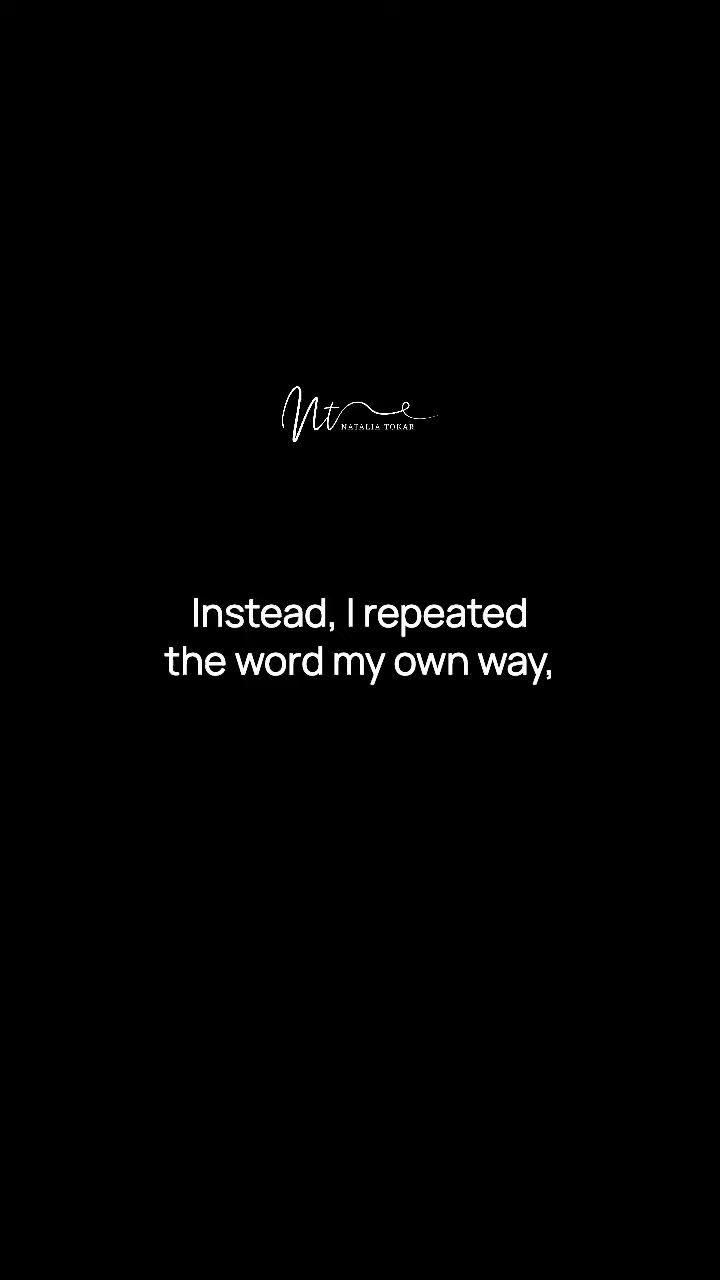 Nt
NATALIA TOKAR
Instead, I repeated
the word my own way,